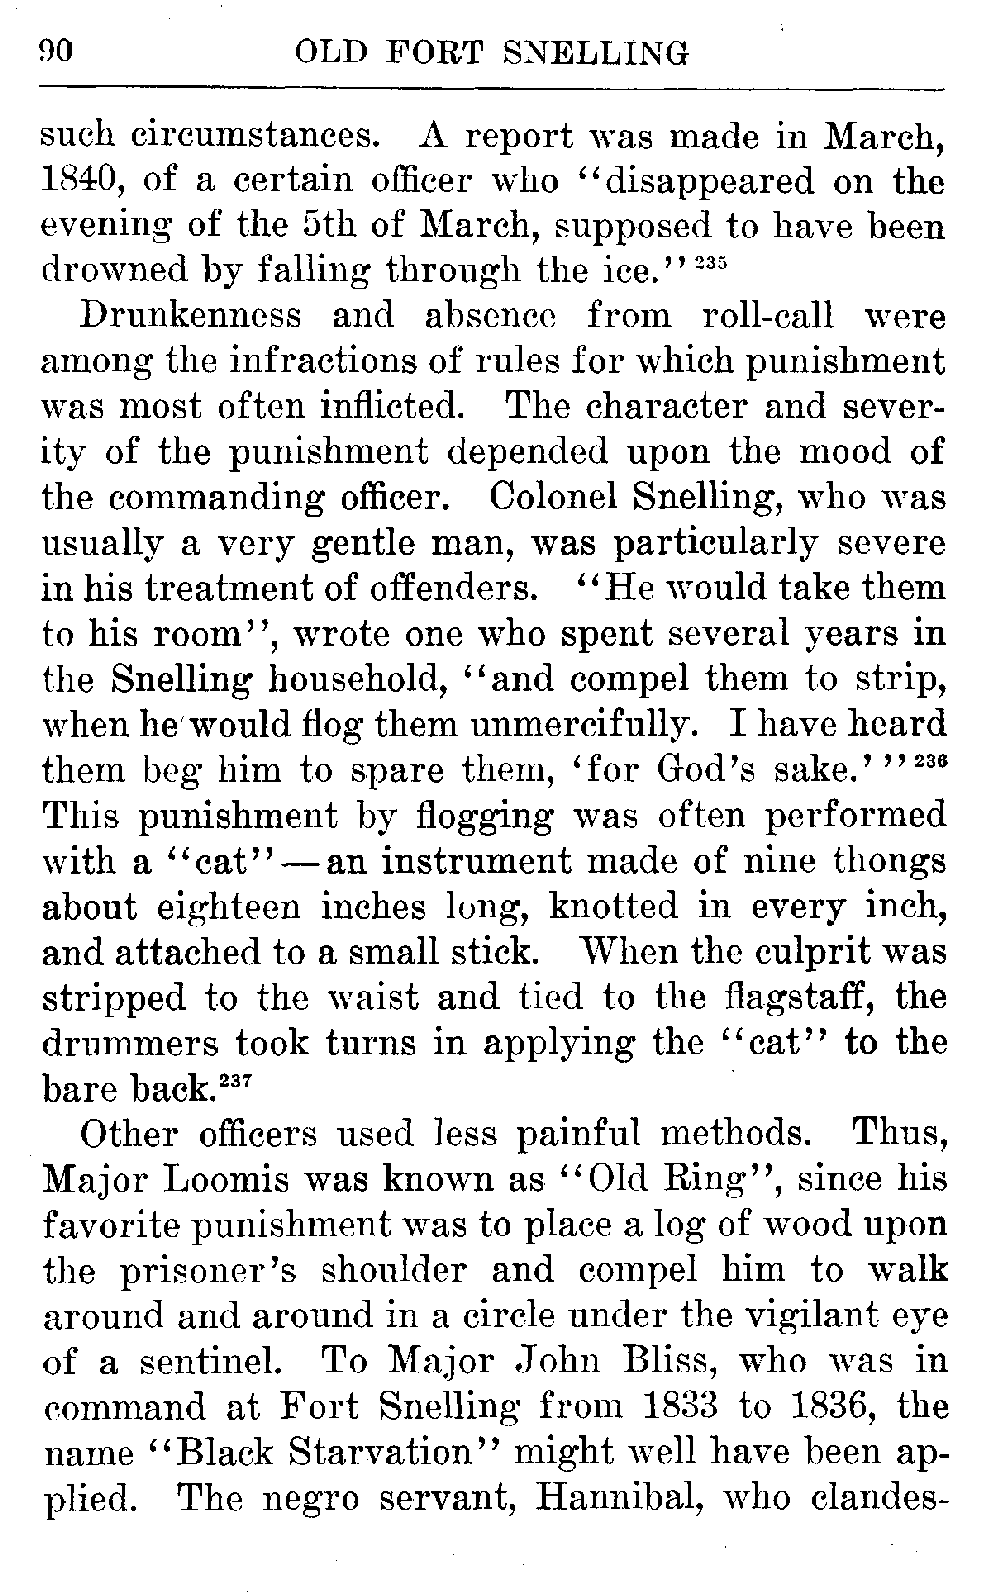 90 OLD FORT SNELLING
such circumstances. A report was made in March,
1840, of a certain officer who "disappeared on the
evening of the 5th of March, supposed to have been
drowned by falling through the ice." 235
Drunkenness and absence from roll-call were
among the infractions of rules for which punishment
was most often inflicted. The character and sever-
ity of the punishment depended upon the mood of
the commanding officer. Colonel Snelling, who was
usually a very gentle man, was particularly severe
in his treatment of offenders. "He would take them
to his room", wrote one who spent several years in
the Snelling household, "and compel them to strip,
when he would flog them unmercifully. I have heard
them beg him to spare them, 'for God's sake.' " 236
This punishment by flogging was often performed
with a "cat" — an instrument made of nine thongs
about eighteen inches long, knotted in every inch,
and attached to a small stick. When the culprit was
stripped to the waist and tied to the flagstaff, the
drummers took turns in applying the "cat" to the
bare back.237
Other officers used less painful methods. Thus,
Major Loomis was known as "Old Ring", since his
favorite punishment was to place a log of wood upon
the prisoner's shoulder and compel him to walk
around and around in a circle under the vigilant eye
of a sentinel. To Major John Bliss, who was in
command at Fort Snelling from 1833 to 1836, the
name "Black Starvation" might well have been ap-
plied. The negro servant, Hannibal, who clandes-